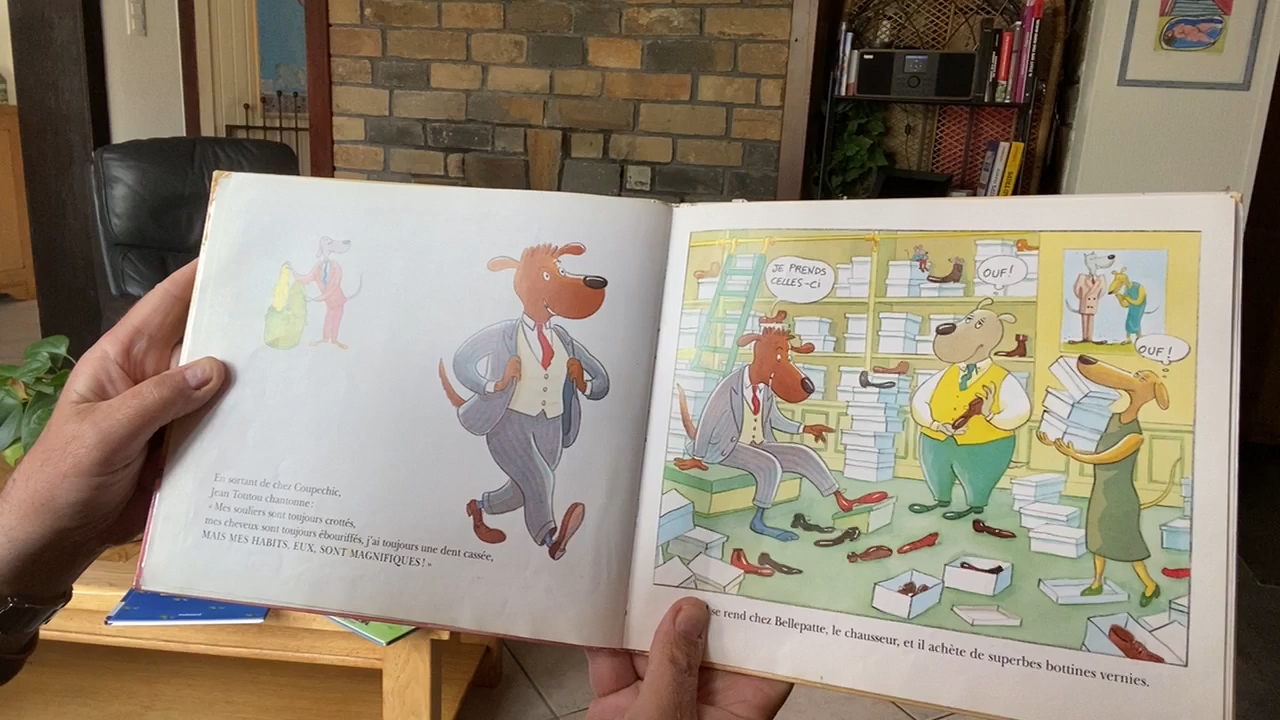 En sortant de chez Coupechic,
Jean Toutou chantonne :
« Mes souliers sont toujours crottés,
mes cheveux sont toujours ébouriffés, j'ai toujours une dent cassée,
MAIS MES HABITS, EUX, SONT MAGNIFIQUES ! »
JE PRENDS
CELLES-CI
OUF !
OUF !
se rend chez Bellepatte, le chausseur, et il achète de superbes bottines vernies.